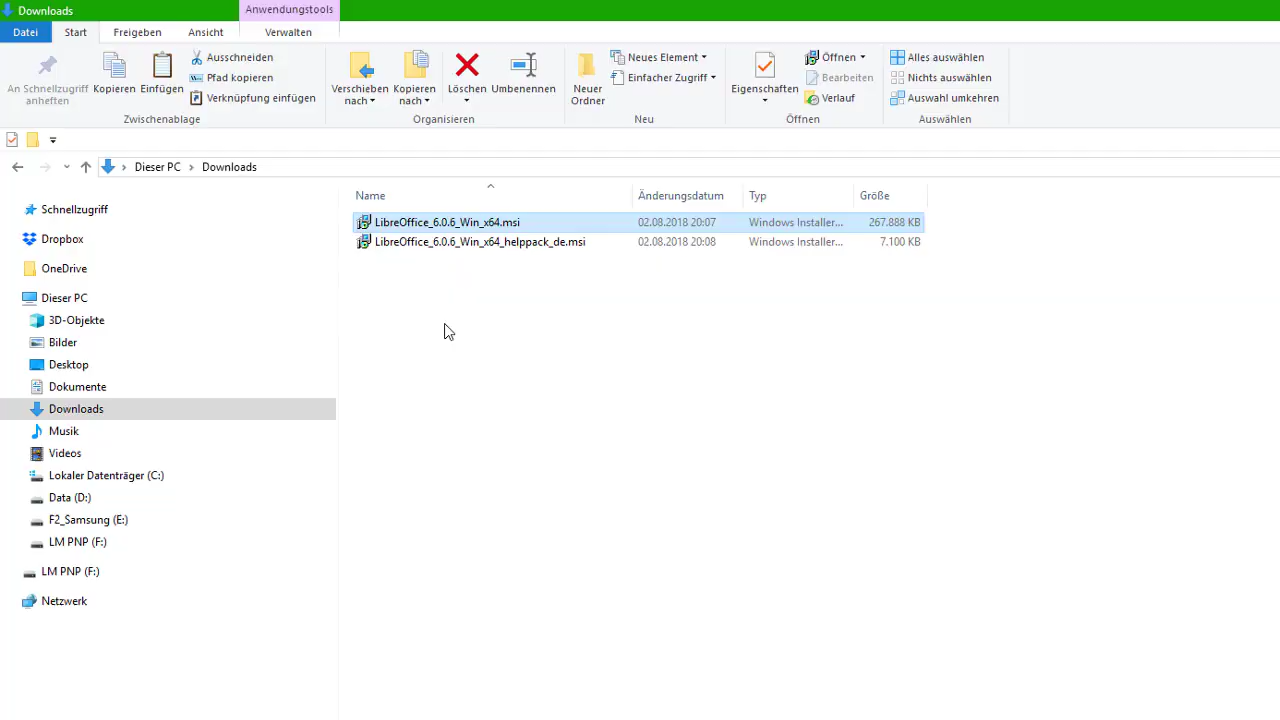 Downloads
Anwendungstools
Datei
Start
Freigeben
Ansicht
Verwalten
An Schnellzugriff
anheften
Kopieren
Einfügen
Ausschneiden
Pfad kopieren
Verknüpfung einfügen
Zwischenablage
Verschieben
nach
Kopieren
nach
Löschen
Umbenennen
Organisieren
Neuer
Ordner
Neues Element
Einfacher Zugriff
Neu
Eigenschaften
Öffnen
Bearbeiten
Verlauf
Öffnen
Alles auswählen
Nichts auswählen
Auswahl umkehren
Auswählen
Dieser PC
Downloads
Name
Änderungsdatum
Typ
Größe
LibreOffice_6.0.6_Win_x64.msi 02.08.2018 20:07 Windows Installer... 267.888 KB
LibreOffice_6.0.6_Win_x64_helppack_de.msi 02.08.2018 20:08 Windows Installer... 7.100 KB
Schnellzugriff
Dropbox
OneDrive
Dieser PC
3D-Objekte
Bilder
Desktop
Dokumente
Downloads
Musik
Videos
Lokaler Datenträger (C:)
Data (D:)
F2_Samsung (E:)
LM PNP (F:)
LM PNP (F:)
Netzwerk